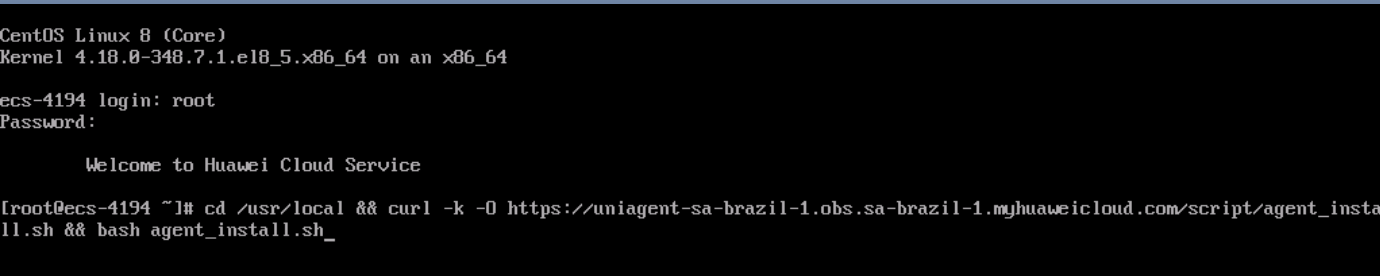 CentOS Linux 8 (Core)
Kernel 4.18.0-348.7.1.el8_5.x86_64 on an x86_64
ecs-4194 login: root
Password:
Welcome to Huawei Cloud Service
[root@ecs-4194 ~]# cd /usr/local && curl -k -O https://uniagent-sa-brazil-1.obs.sa-brazil-1.myhuaweicloud.com/script/agent_insta
ll.sh && bash agent_install.sh_